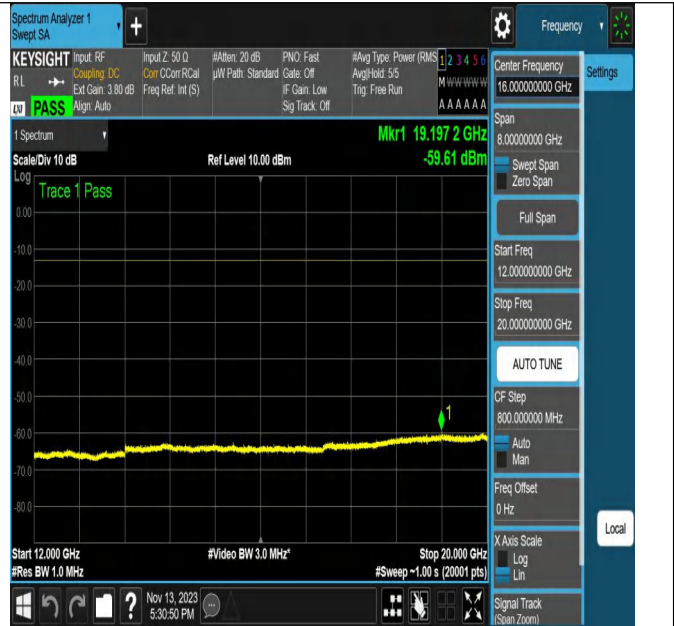 Spectrum Analyzer 1
Swept SA
Frequency
KEYSIGHT
RL
LXI
PASS
Input: RF
Coupling: DC
Ext Gain: 3.80 dB
Align: Auto
Input Z: 50 Ω
Corr CCorr RCal
Freq Ref: Int (S)
#Atten: 20 dB
µW Path: Standard
PNO: Fast
Gate: Off
IF Gain: Low
Sig Track: Off
#Avg Type: Power (RMS
Avg|Hold: 5/5
Trig: Free Run
1 2 3 4 5 6
M W W W W W
A A A A A A
1 Spectrum
Scale/Div 10 dB
Ref Level 10.00 dBm
Mkr1 19.197 2 GHz
-59.61 dBm
Log
Trace 1 Pass
0.00
-10.0
-20.0
-30.0
-40.0
-50.0
-60.0
-70.0
-80.0
1
Start 12.000 GHz
#Res BW 1.0 MHz
#Video BW 3.0 MHz*
Stop 20.000 GHz
#Sweep ~1.00 s (20001 pts)
Nov 13, 2023
5:30:50 PM
Center Frequency
16.000000000 GHz
Settings
Span
8.00000000 GHz
Swept Span
Zero Span
Full Span
Start Freq
12.000000000 GHz
Stop Freq
20.000000000 GHz
AUTO TUNE
CF Step
800.000000 MHz
Auto
Man
Freq Offset
0 Hz
X Axis Scale
Log
Lin
Local
Signal Track
(Span Zoom)